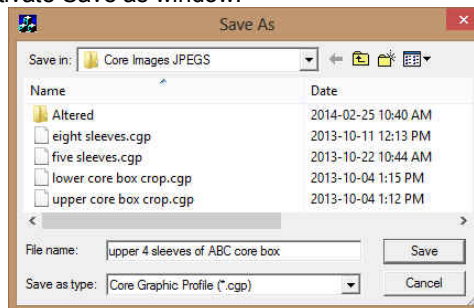 Save As
Save in: Core Images JPEGS
Name Date
Altered 2014-02-25 10:40 AM
eight sleeves.cgp 2013-10-11 12:13 PM
five sleeves.cgp 2013-10-22 10:44 AM
lower core box crop.cgp 2013-10-04 1:15 PM
upper core box crop.cgp 2013-10-04 1:12 PM
File name: upper 4 sleeves of ABC core box Save
Save as type: Core Graphic Profile (*.cgp) Cancel